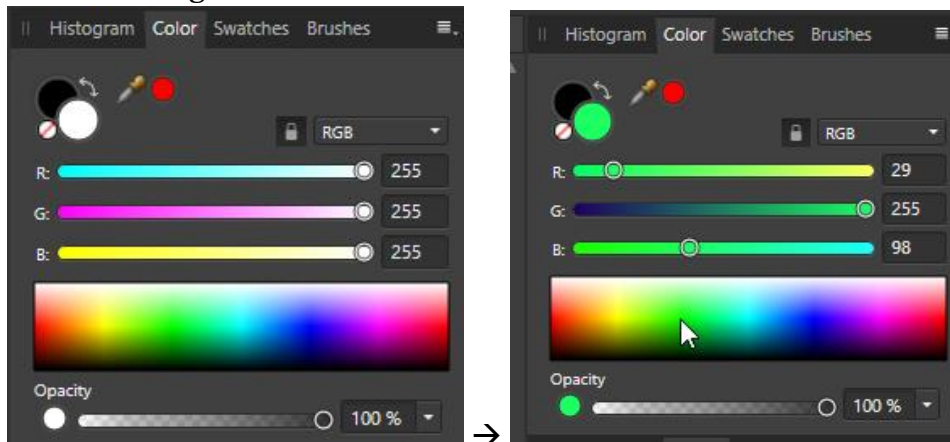 Histogram Color Swatches Brushes
RGB
R: 255
G: 255
B: 255
Opacity
100 %
→
Histogram Color Swatches Brushes
RGB
R: 29
G: 255
B: 98
Opacity
100 %